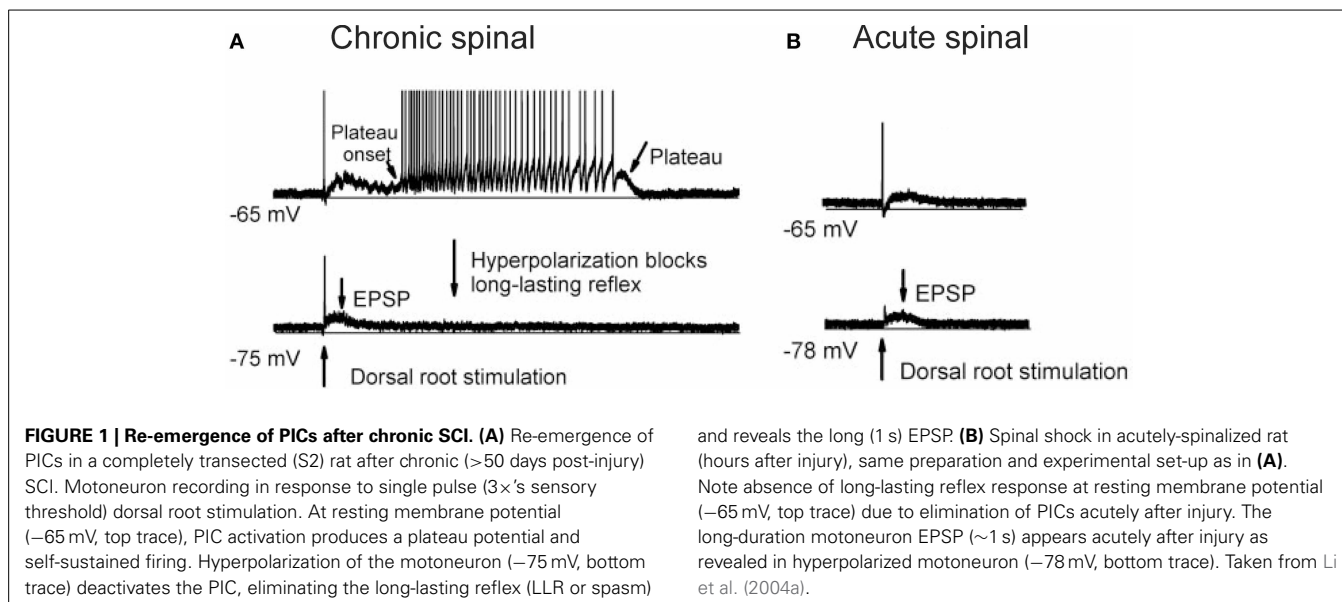 A Chronic spinal
B Acute spinal
Plateau
onset
Plateau
-65 mV
-65 mV
Hyperpolarization blocks
long-lasting reflex
EPSP
EPSP
-75 mV
-78 mV
Dorsal root stimulation
Dorsal root stimulation
FIGURE 1 | Re-emergence of PICs after chronic SCI. (A) Re-emergence of
PICs in a completely transected (S2) rat after chronic (>50 days post-injury)
SCI. Motoneuron recording in response to single pulse (3×'s sensory
threshold) dorsal root stimulation. At resting membrane potential
(−65 mV, top trace), PIC activation produces a plateau potential and
self-sustained firing. Hyperpolarization of the motoneuron (−75 mV, bottom
trace) deactivates the PIC, eliminating the long-lasting reflex (LLR or spasm)
and reveals the long (1 s) EPSP. (B) Spinal shock in acutely-spinalized rat
(hours after injury), same preparation and experimental set-up as in (A).
Note absence of long-lasting reflex response at resting membrane potential
(−65 mV, top trace) due to elimination of PICs acutely after injury. The
long-duration motoneuron EPSP (∼1 s) appears acutely after injury as
revealed in hyperpolarized motoneuron (−78 mV, bottom trace). Taken from Li
et al. (2004a).